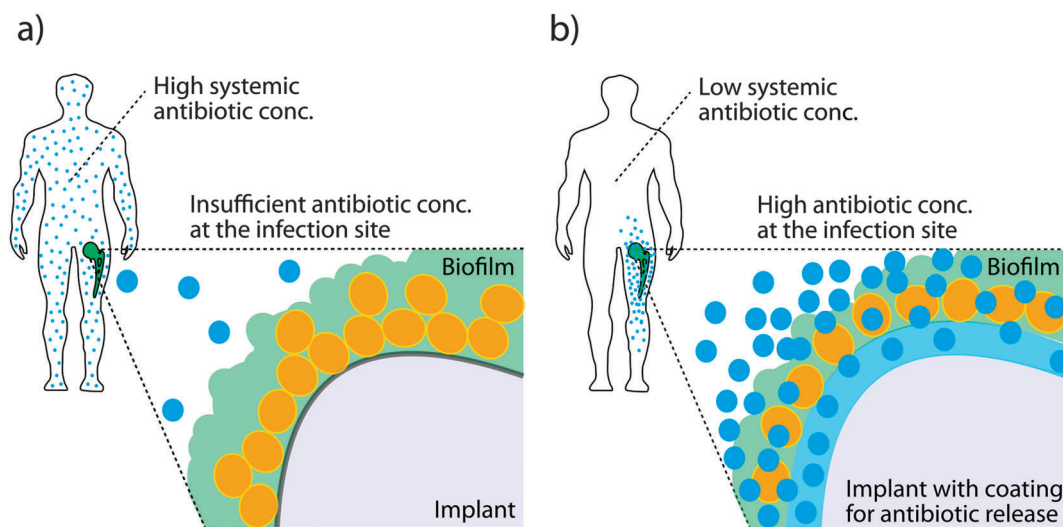 a)
High systemic
antibiotic conc.
Insufficient antibiotic conc.
at the infection site
Biofilm
Implant
b)
Low systemic
antibiotic conc.
High antibiotic conc.
at the infection site
Biofilm
Implant with coating
for antibiotic release